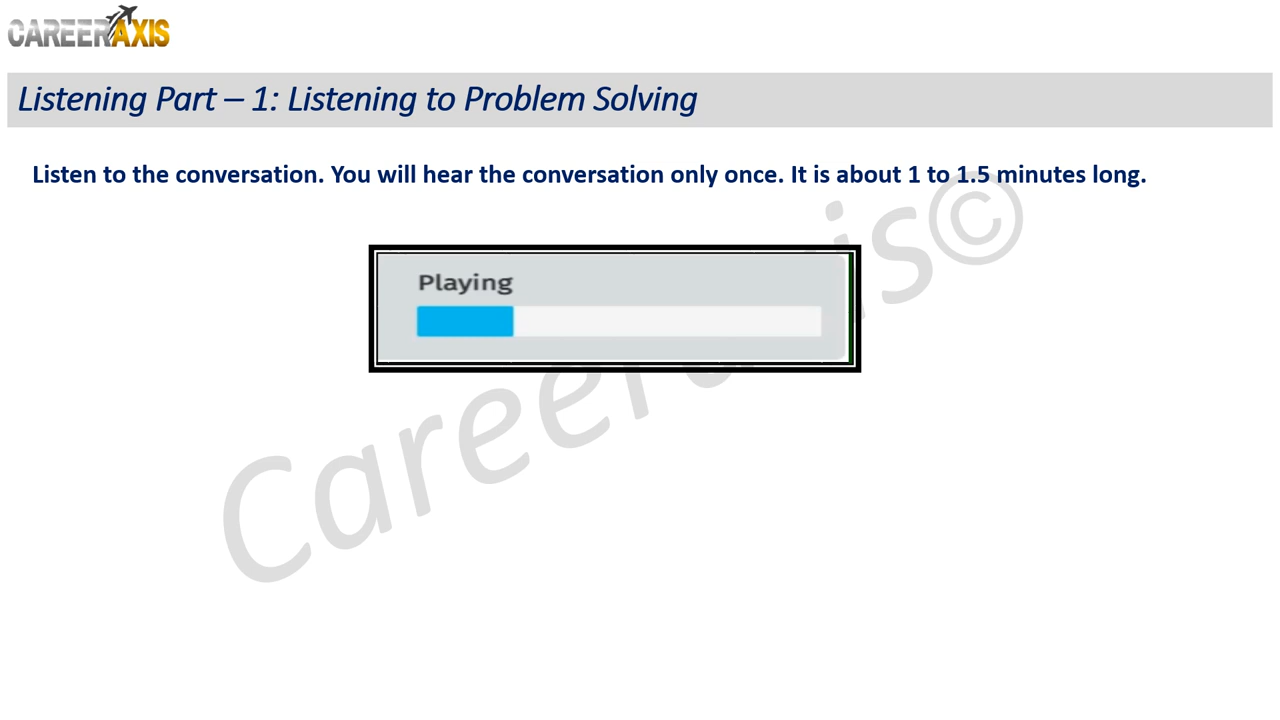 CAREERAXIS
Listening Part – 1: Listening to Problem Solving
Listen to the conversation. You will hear the conversation only once. It is about 1 to 1.5 minutes long.
Playing
Careeraxis©